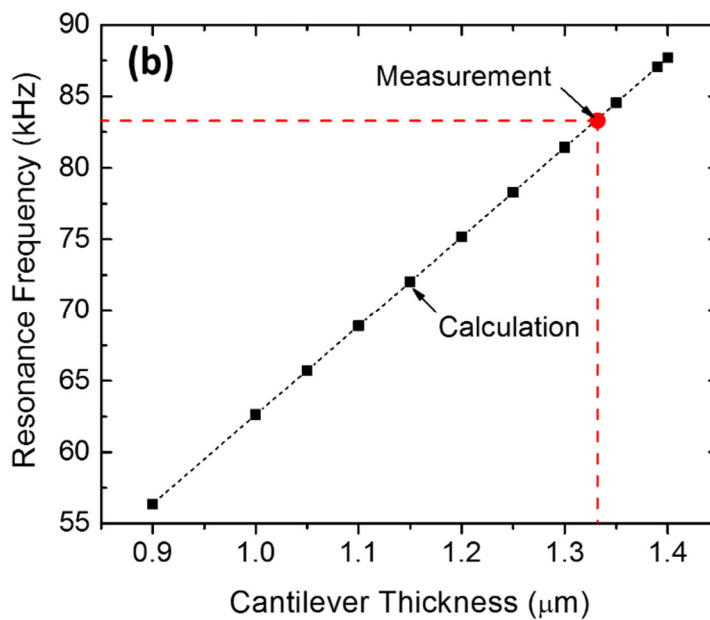 (b)
90
85
80
75
70
65
60
55
Resonance Frequency (kHz)
Measurement
Calculation
0.9 1.0 1.1 1.2 1.3 1.4
Cantilever Thickness (μm)